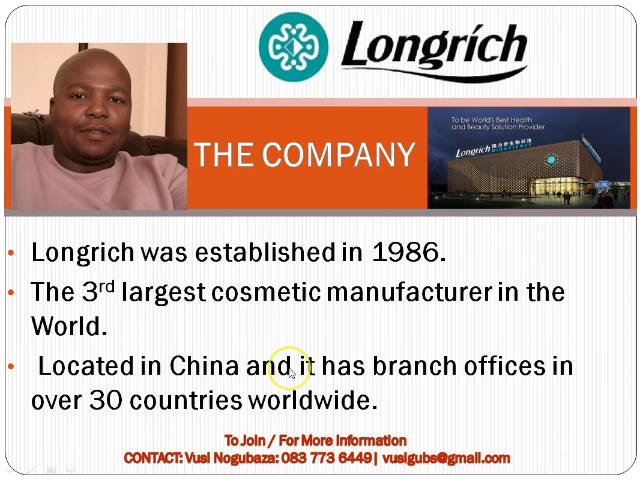 Longrích
To be World's Best Health
and Beauty Solution Provider
Longrich
BIOSCIENCE
THE COMPANY
• Longrich was established in 1986.
• The 3rd largest cosmetic manufacturer in the
World.
• Located in China and it has branch offices in
over 30 countries worldwide.
To Join / For More Information
CONTACT: Vusi Nogubaza: 083 773 6449| vusigubs@gmail.com